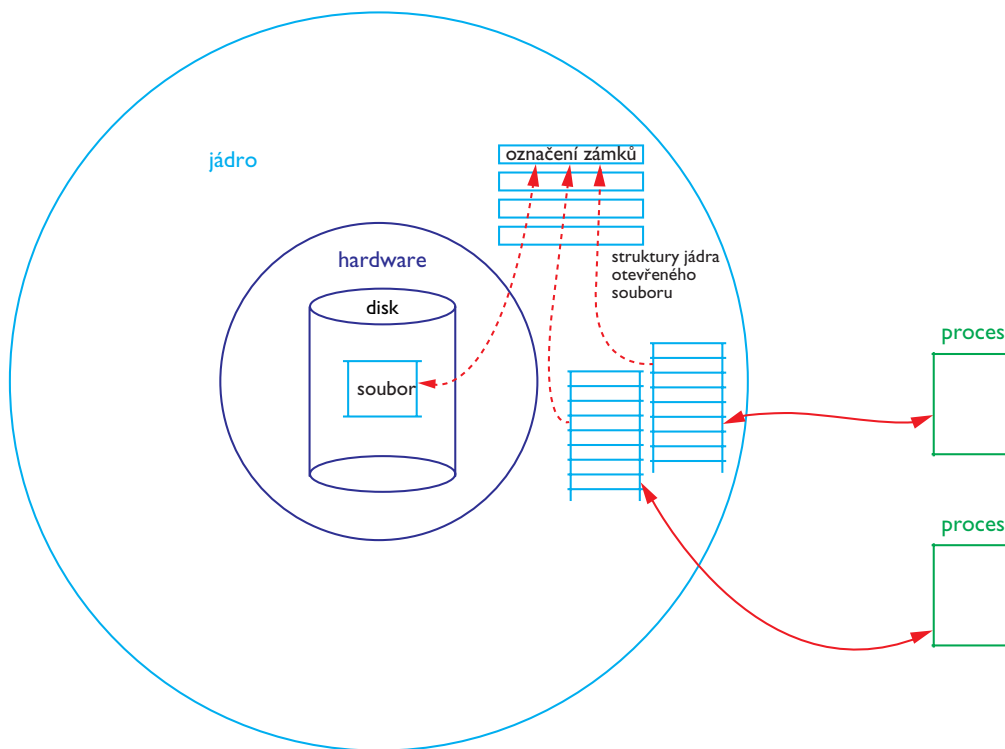 jádro
označení zámků
struktury jádra
otevřeného
souboru
hardware
disk
soubor
proces
proces